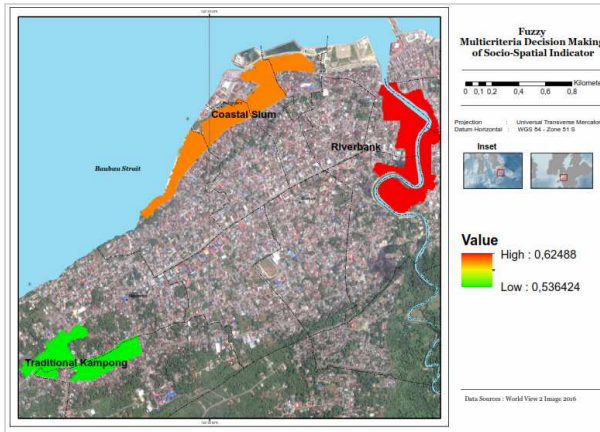 Fuzzy
Multicriteria Decision Making
of Socio-Spatial Indicator
Kilometer
0 0,1 0,2 0,4 0,6 0,8
Projection : Universal Transverse Mercator
Datum Horizontal : WGS 84 - Zone 51 S
Inset
Coastal Slum
Riverbank
Baubau Strait
Traditional Kampong
Value
High : 0,62488
Low : 0,536424
Data Sources : World View 2 Image 2016